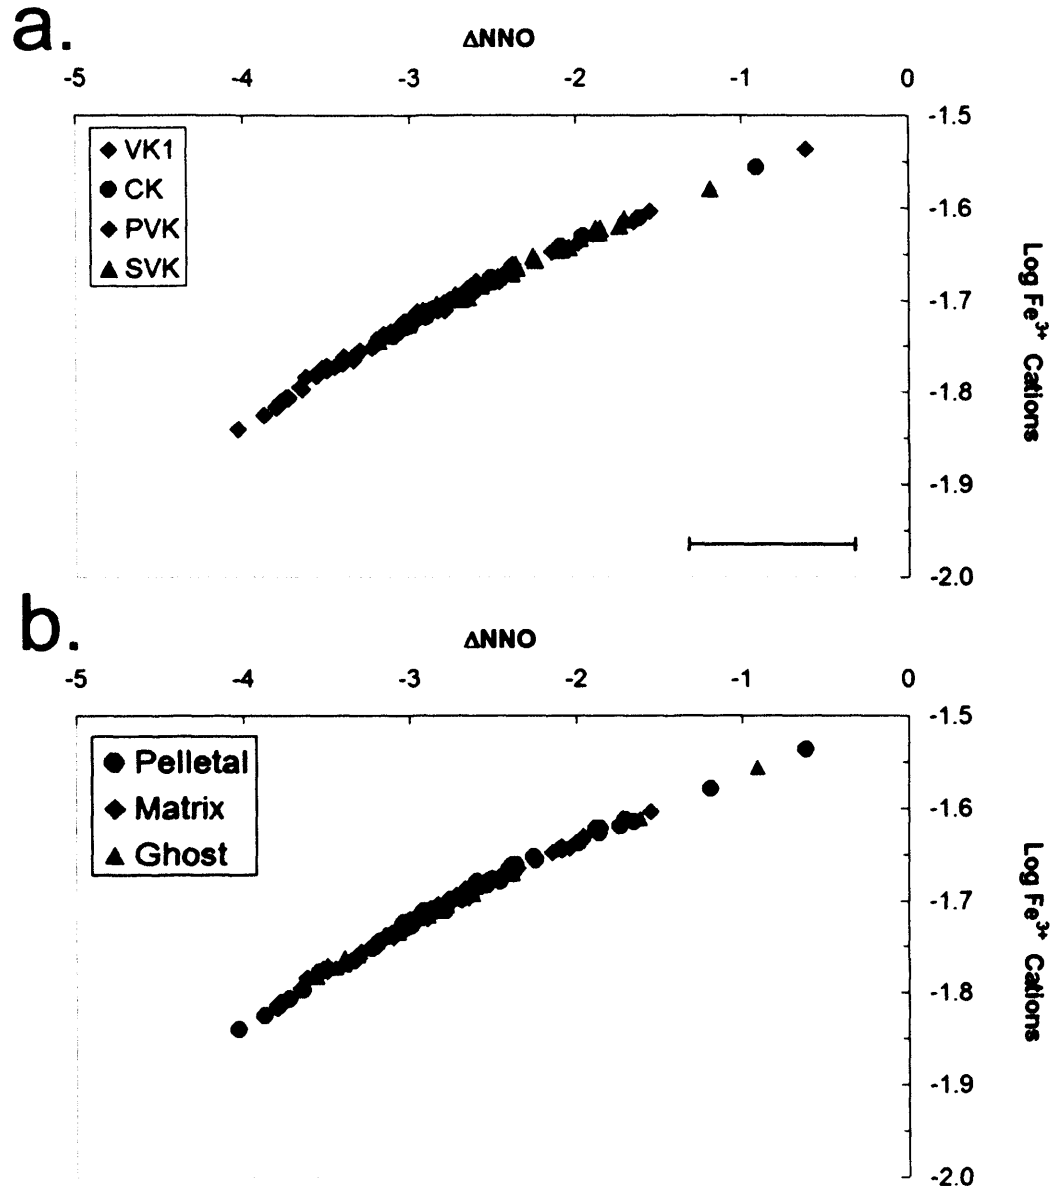 a.
ΔNNO
-5 -4 -3 -2 -1 0
-1.5
VK1
CK
PVK
SVK
-1.6
-1.7
-1.8
-1.9
-2.0
Log Fe³⁺ Cations
b.
ΔNNO
-5 -4 -3 -2 -1 0
-1.5
Pelletal
Matrix
Ghost
-1.6
-1.7
-1.8
-1.9
-2.0
Log Fe³⁺ Cations